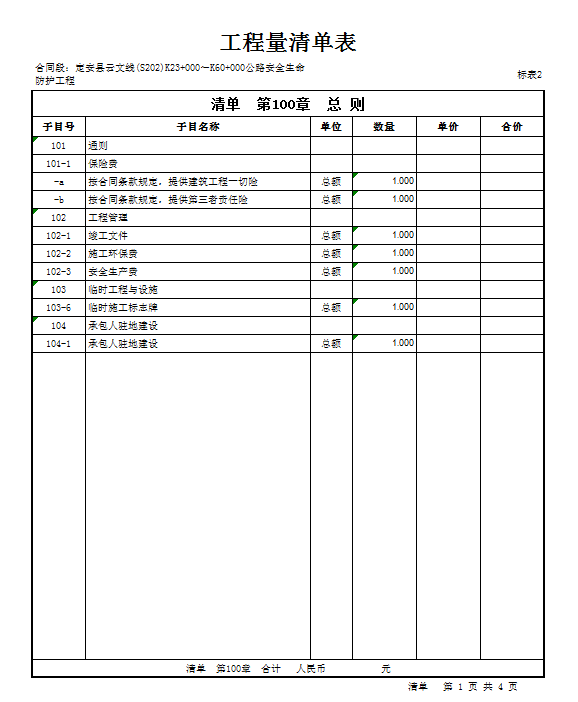 工程量清单表
合同段：定安县云文线(S202)K23+000～K60+000公路安全生命
防护工程
标表2
清单 第100章 总 则
子目号 子目名称 单位 数量 单价 合价
101 通则
101-1 保险费
-a 按合同条款规定，提供建筑工程一切险 总额 1.000
-b 按合同条款规定，提供第三者责任险 总额 1.000
102 工程管理
102-1 竣工文件 总额 1.000
102-2 施工环保费 总额 1.000
102-3 安全生产费 总额 1.000
103 临时工程与设施
103-6 临时施工标志牌 总额 1.000
104 承包人驻地建设
104-1 承包人驻地建设 总额 1.000
清单 第100章 合计 人民币 元
清单 第 1 页 共 4 页